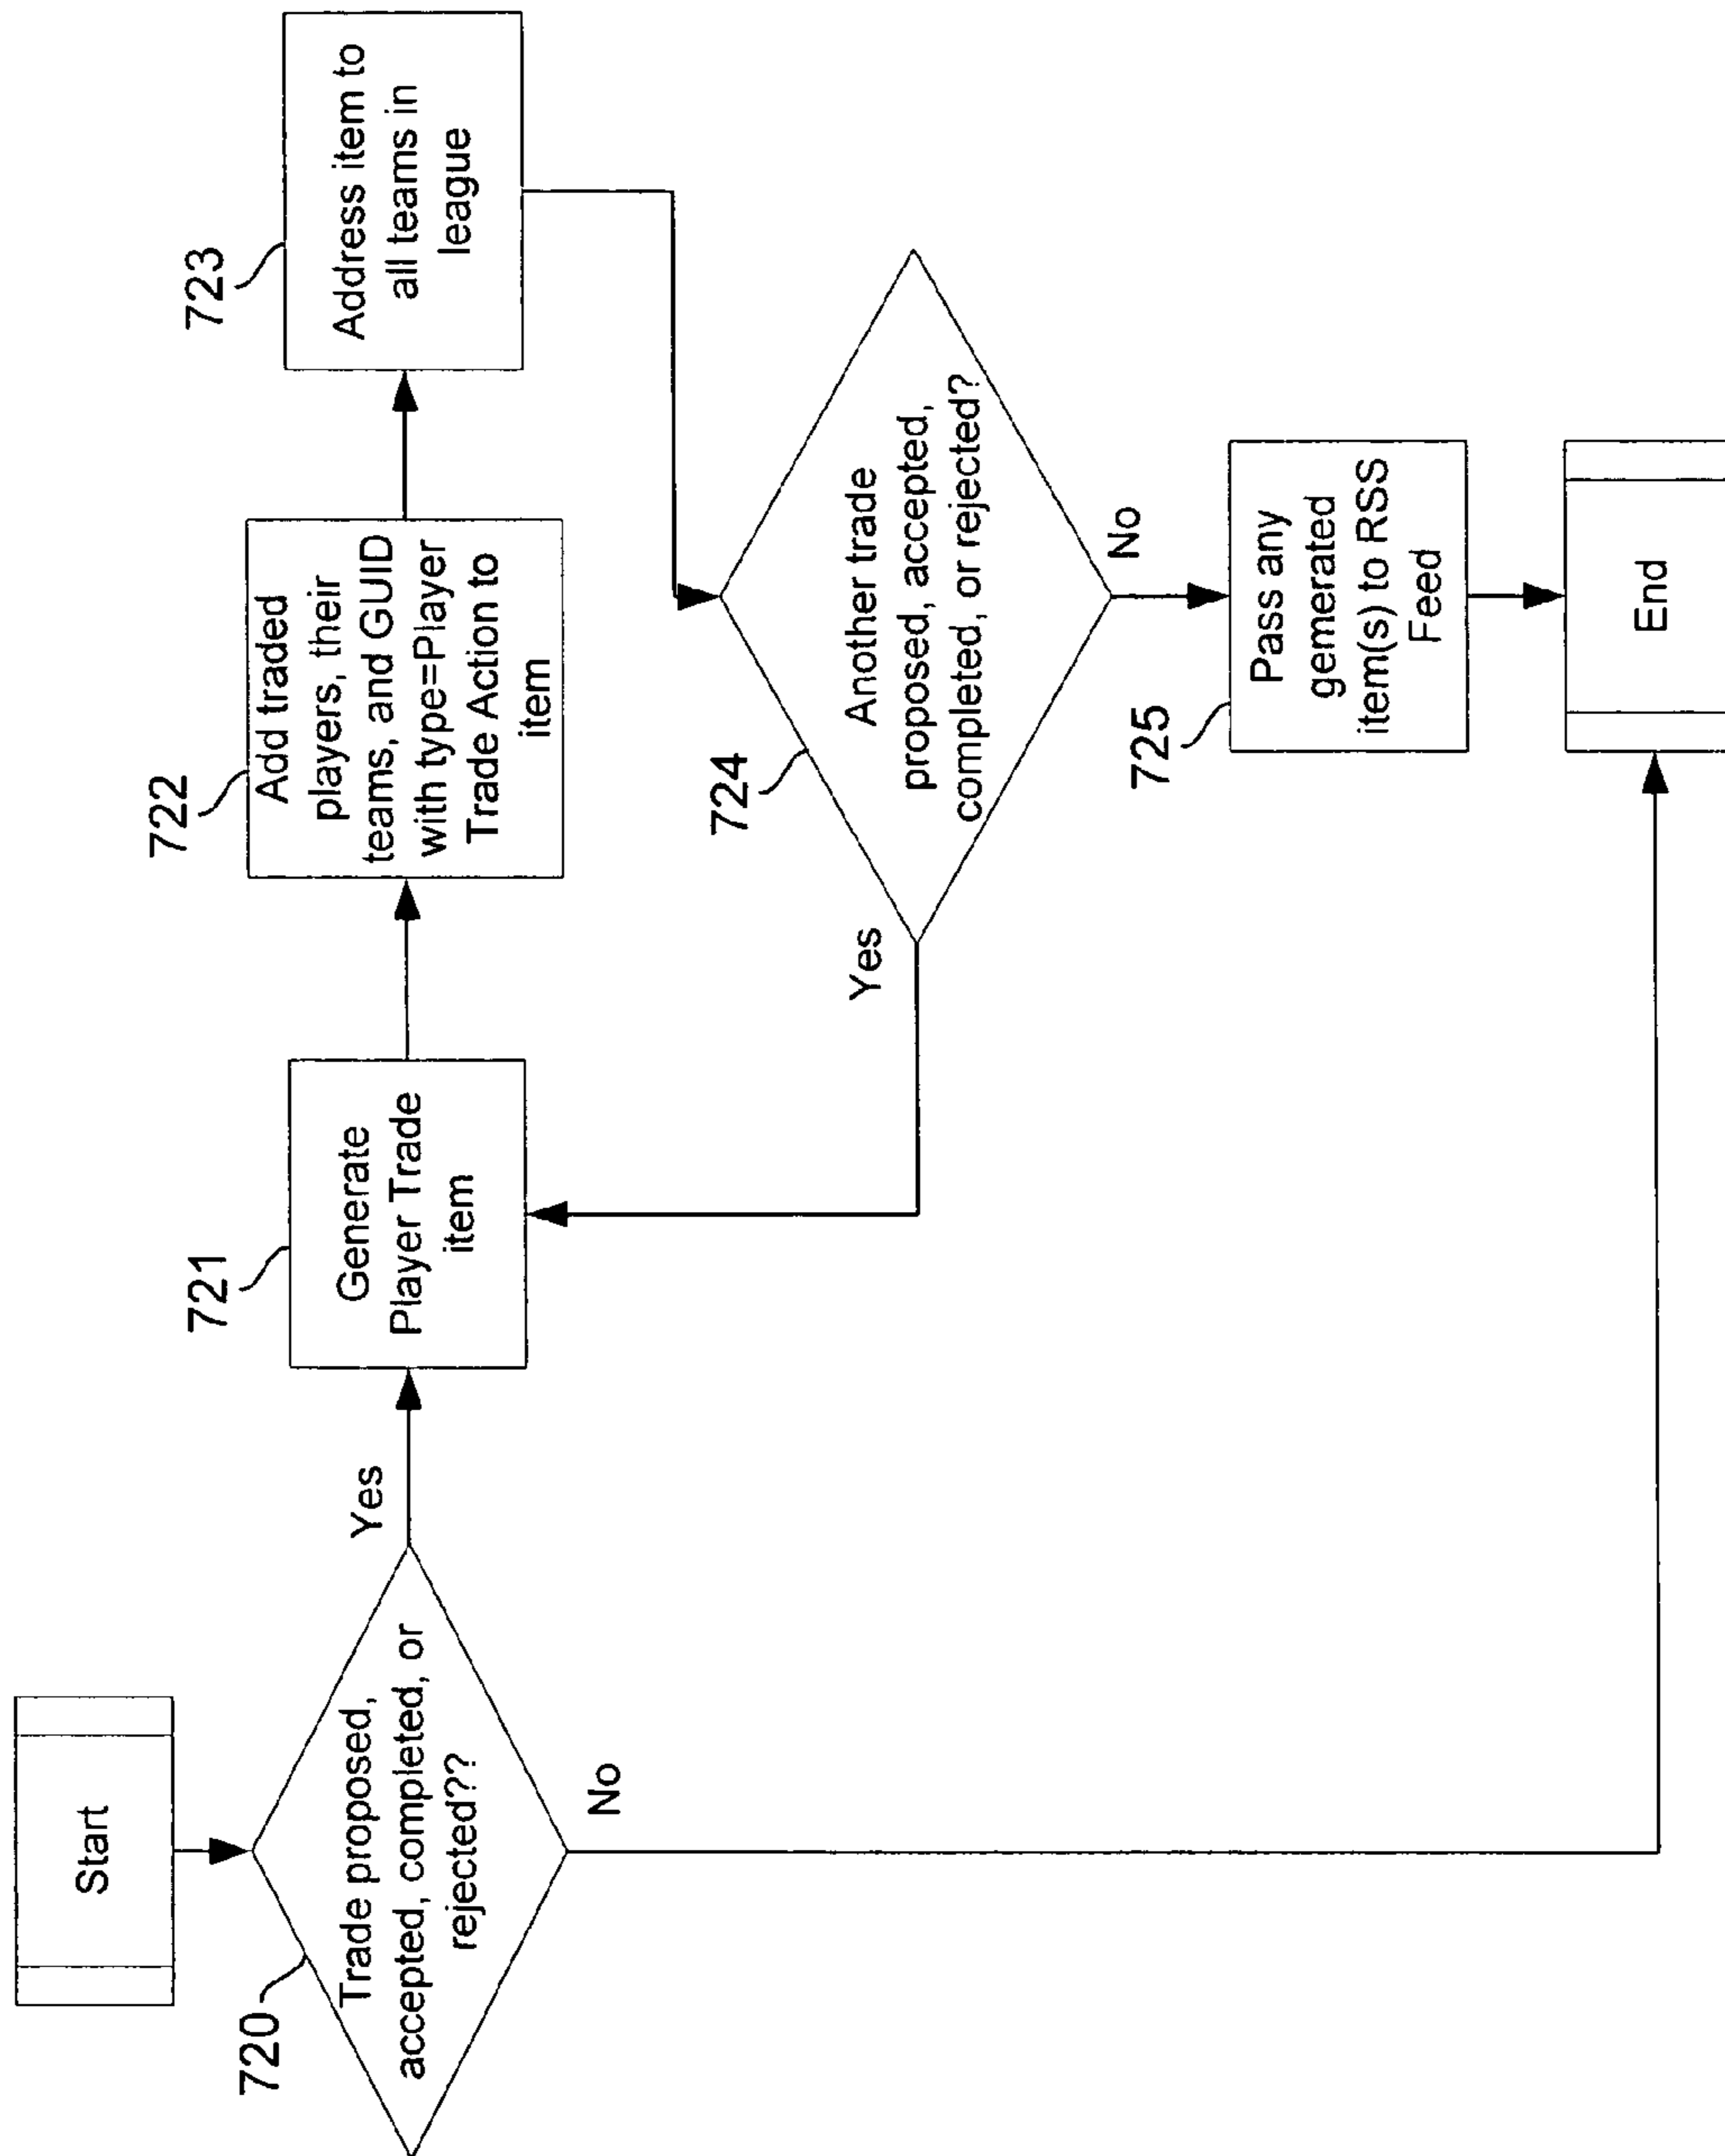 Start
720
Trade proposed,
accepted, completed, or
rejected??
Yes
No
721
Generate
Player Trade
item
722
Add traded
players, their
teams, and GUID
with type=Player
Trade Action to
item
723
Address item to
all teams in
league
724
Another trade
proposed, accepted,
completed, or rejected?
Yes
No
725
Pass any
gemerated
item(s) to RSS
Feed
End